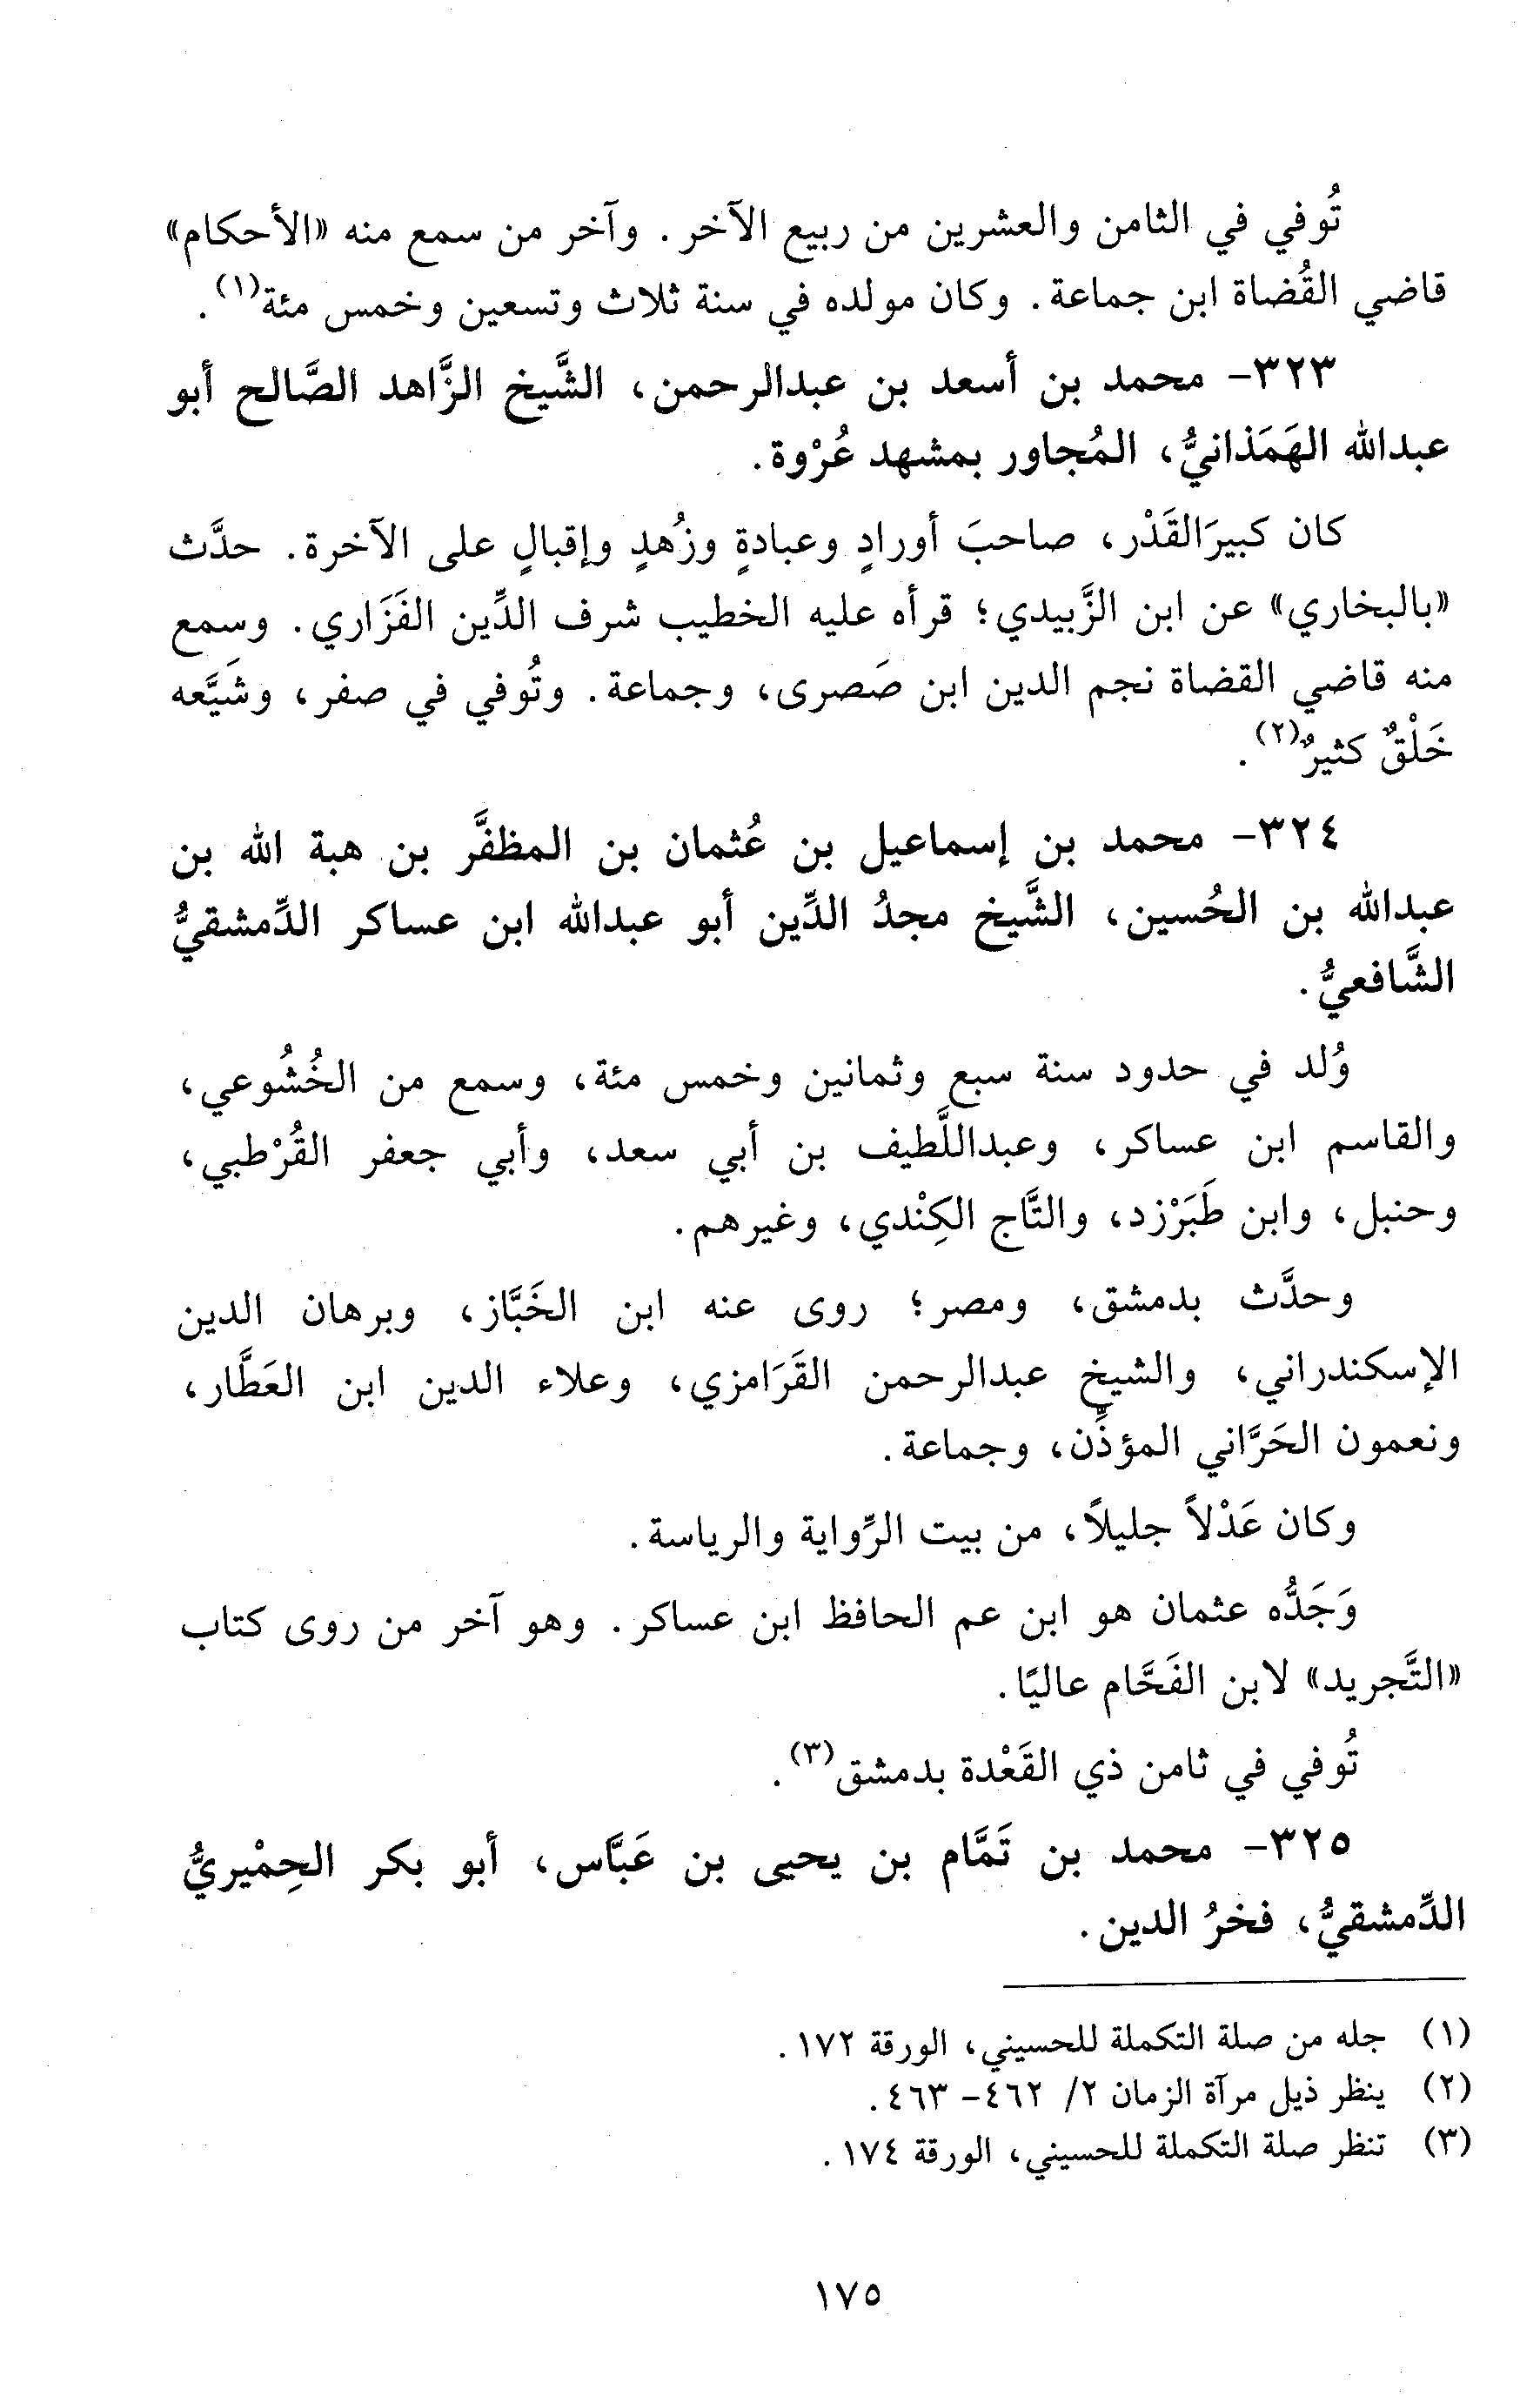 تُوفي في الثامن والعشرين من ربيع الآخر. وآخر من سمع منه «الأحكام»
قاضي القُضاة ابن جماعة. وكان مولده في سنة ثلاث وتسعين وخمس مئة(١).
٣٢٣- محمد بن أسعد بن عبدالرحمن، الشَّيخ الزَّاهد الصَّالح أبو
عبدالله الهَمَذانيُّ، المُجاور بمشهد عُرْوة.
كان كبيرَالقَدْر، صاحبَ أورادٍ وعبادةٍ وزُهدٍ وإقبالٍ على الآخرة. حدَّث
«بالبخاري» عن ابن الزَّبيدي؛ قرأه عليه الخطيب شرف الدِّين الفَزَاري. وسمع
منه قاضي القضاة نجم الدين ابن صَصرى، وجماعة. وتُوفي في صفر، وشَيَّعه
خَلْقٌ كثيرٌ(٢).
٣٢٤- محمد بن إسماعيل بن عُثمان بن المظفَّر بن هبة الله بن
عبدالله بن الحُسين، الشَّيخ مجدُ الدِّين أبو عبدالله ابن عساكر الدِّمشقيُّ
الشَّافعيُّ.
وُلد في حدود سنة سبع وثمانين وخمس مئة، وسمع من الخُشُوعي،
والقاسم ابن عساكر، وعبداللَّطيف بن أبي سعد، وأبي جعفر القُرْطبي،
وحنبل، وابن طَبَرْزد، والتَّاج الكِنْدي، وغيرهم.
وحدَّث بدمشق، ومصر؛ روى عنه ابن الخَبَّاز، وبرهان الدين
الإسكندراني، والشيخ عبدالرحمن القَرَامزي، وعلاء الدين ابن العَطَّار،
ونعمون الحَرَّاني المؤذِّن، وجماعة.
وكان عَدْلاً جليلاً، من بيت الرِّواية والرياسة.
وَجَدُّه عثمان هو ابن عم الحافظ ابن عساكر. وهو آخر من روى كتاب
«التَّجريد» لابن الفَحَّام عاليًا.
تُوفي في ثامن ذي القَعْدة بدمشق(٣).
٣٢٥- محمد بن تَمَّام بن يحيى بن عَبَّاس، أبو بكر الحِمْيريُّ
الدِّمشقيُّ، فخرُ الدين.
(١) جله من صلة التكملة للحسيني، الورقة ١٧٢.
(٢) ينظر ذيل مرآة الزمان ٢/ ٤٦٢- ٤٦٣.
(٣) تنظر صلة التكملة للحسيني، الورقة ١٧٤.
١٧٥